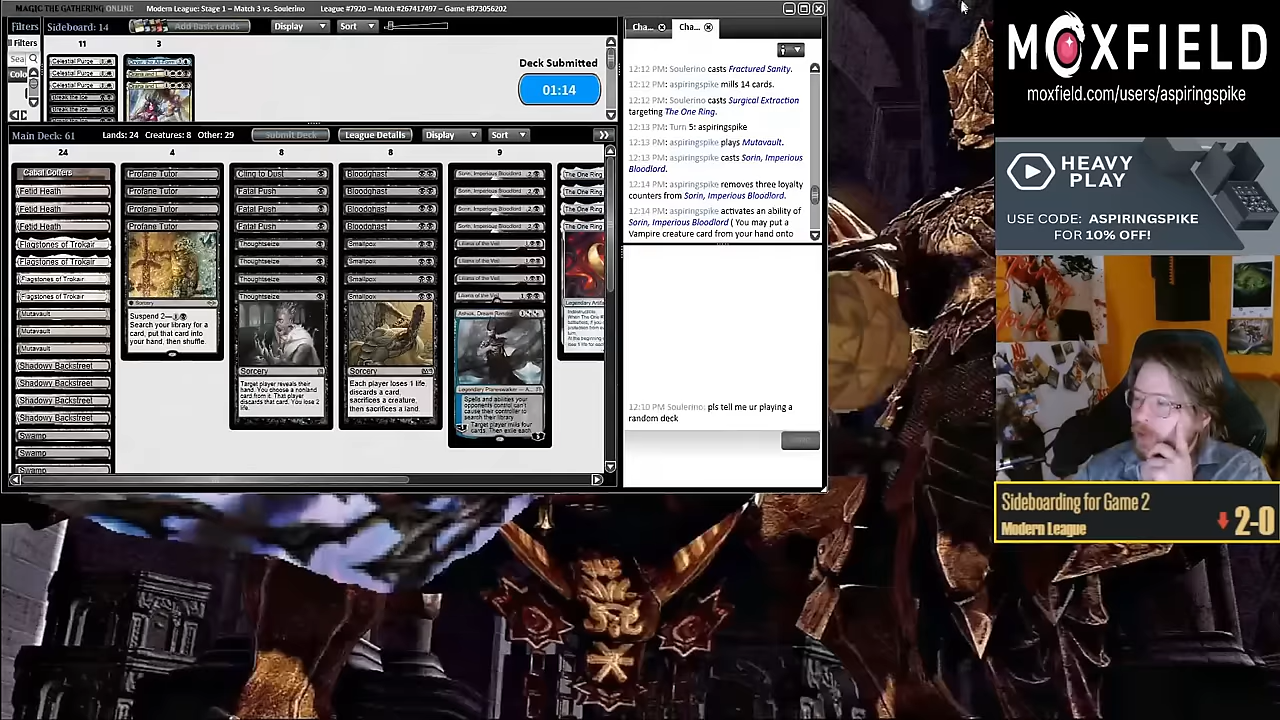 MAGIC THE GATHERING ONLINE Modern League: Stage 1 – Match 3 vs. Soulerino League #7920 – Match #267417497 – Game #873056202
Filters Sideboard: 14 Add Basic Lands Display Sort
Filters 11 3
Celestial Purge
Celestial Purge
Celestial Purge
Break the Ice
Deck Submitted
01:14
Main Deck: 61 Lands: 24 Creatures: 8 Other: 29 Submit Deck League Details Display Sort
24 4 8 8 9
Cabal Coffers
Fetid Heath
Fetid Heath
Fetid Heath
Flagstones of Trokair
Flagstones of Trokair
Flagstones of Trokair
Flagstones of Trokair
Mutavault
Mutavault
Mutavault
Shadowy Backstreet
Shadowy Backstreet
Shadowy Backstreet
Shadowy Backstreet
Swamp
Swamp
Swamp
Profane Tutor
Profane Tutor
Profane Tutor
Profane Tutor
Sorcery
Suspend 2—
Search your library for a
card, put that card into
your hand, then shuffle.
Cling to Dust
Fatal Push
Fatal Push
Fatal Push
Thoughtseize
Thoughtseize
Thoughtseize
Thoughtseize
Sorcery
Target player reveals their
hand. You choose a nonland
card from it. That player
discards that card. You lose 2
life.
Bloodghast
Bloodghast
Bloodghast
Bloodghast
Smallpox
Smallpox
Smallpox
Smallpox
Sorcery
Each player loses 1 life,
discards a card,
sacrifices a creature,
then sacrifices a land.
Sorin, Imperious Bloodlord
Sorin, Imperious Bloodlord
Sorin, Imperious Bloodlord
Sorin, Imperious Bloodlord
Liliana of the Veil
Liliana of the Veil
Liliana of the Veil
Liliana of the Veil
Ashiok, Dream Render
Legendary Planeswalker — A...
Spells and abilities your
opponents control can't
cause their controller to
search their library.
Target player mills four
cards. Then exile each
The One Ring
The One Ring
The One Ring
The One Ring
Legendary Artifa
Cha... Cha...
12:12 PM: Soulerino casts Fractured Sanity.
12:12 PM: aspiringspike mills 14 cards.
12:12 PM: Soulerino casts Surgical Extraction
targeting The One Ring.
12:13 PM: Turn 5: aspiringspike
12:13 PM: aspiringspike plays Mutavault.
12:13 PM: aspiringspike casts Sorin, Imperious
Bloodlord.
12:14 PM: aspiringspike removes three loyalty
counters from Sorin, Imperious Bloodlord.
12:14 PM: aspiringspike activates an ability of
Sorin, Imperious Bloodlord ( You may put a
Vampire creature card from your hand onto
12:10 PM Soulerino: pls tell me ur playing a
random deck
MOXFIELD
moxfield.com/users/aspiringspike
HEAVY
PLAY
USE CODE: ASPIRINGSPIKE
FOR 10% OFF!
Sideboarding for Game 2
Modern League
2-0